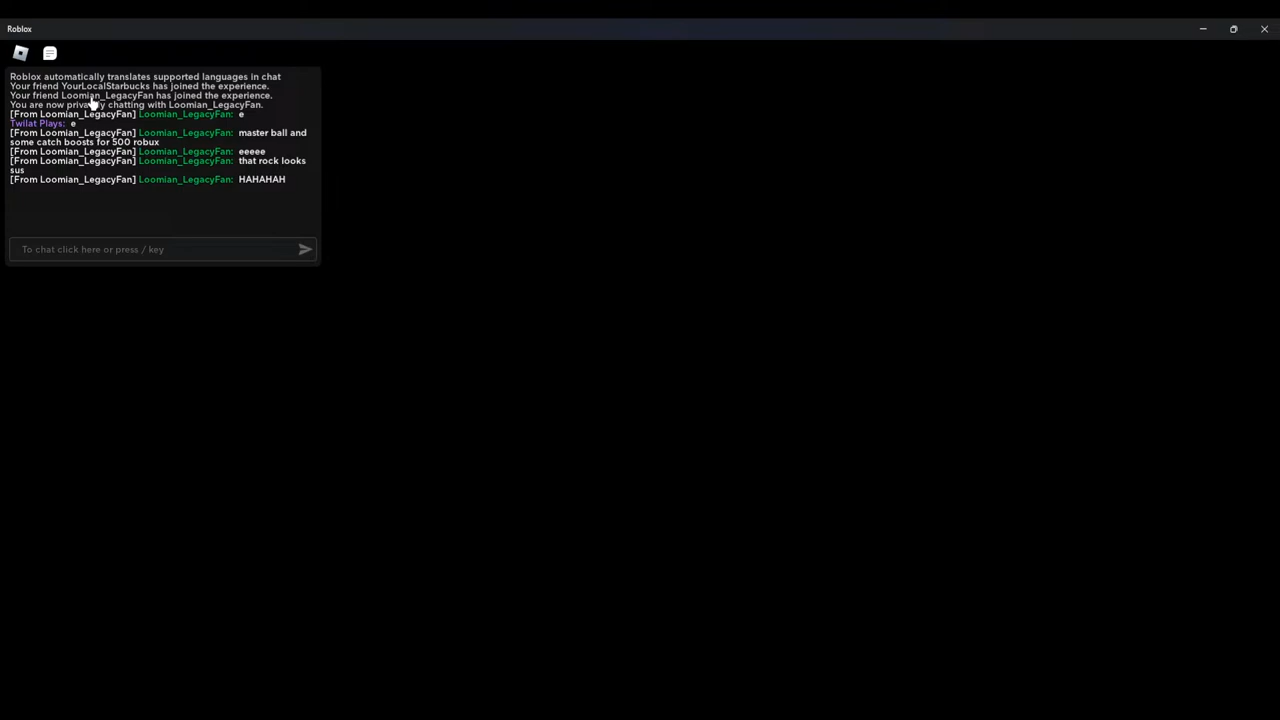 Roblox
Roblox automatically translates supported languages in chat
Your friend YourLocalStarbucks has joined the experience.
Your friend Loomian_LegacyFan has joined the experience.
You are now privately chatting with Loomian_LegacyFan.
[From Loomian_LegacyFan] Loomian_LegacyFan: e
Twilat Plays: e
[From Loomian_LegacyFan] Loomian_LegacyFan: master ball and
some catch boosts for 500 robux
[From Loomian_LegacyFan] Loomian_LegacyFan: eeeee
[From Loomian_LegacyFan] Loomian_LegacyFan: that rock looks
sus
[From Loomian_LegacyFan] Loomian_LegacyFan: HAHAHAH
To chat click here or press / key